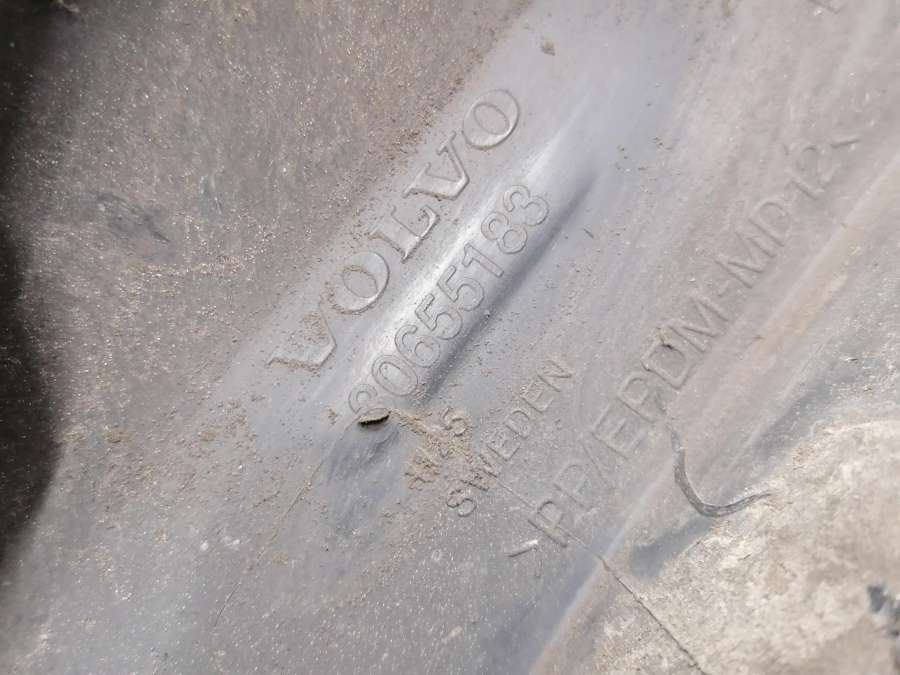 VOLVO
30655183
SWEDEN
>PP/EPDM-MD12<